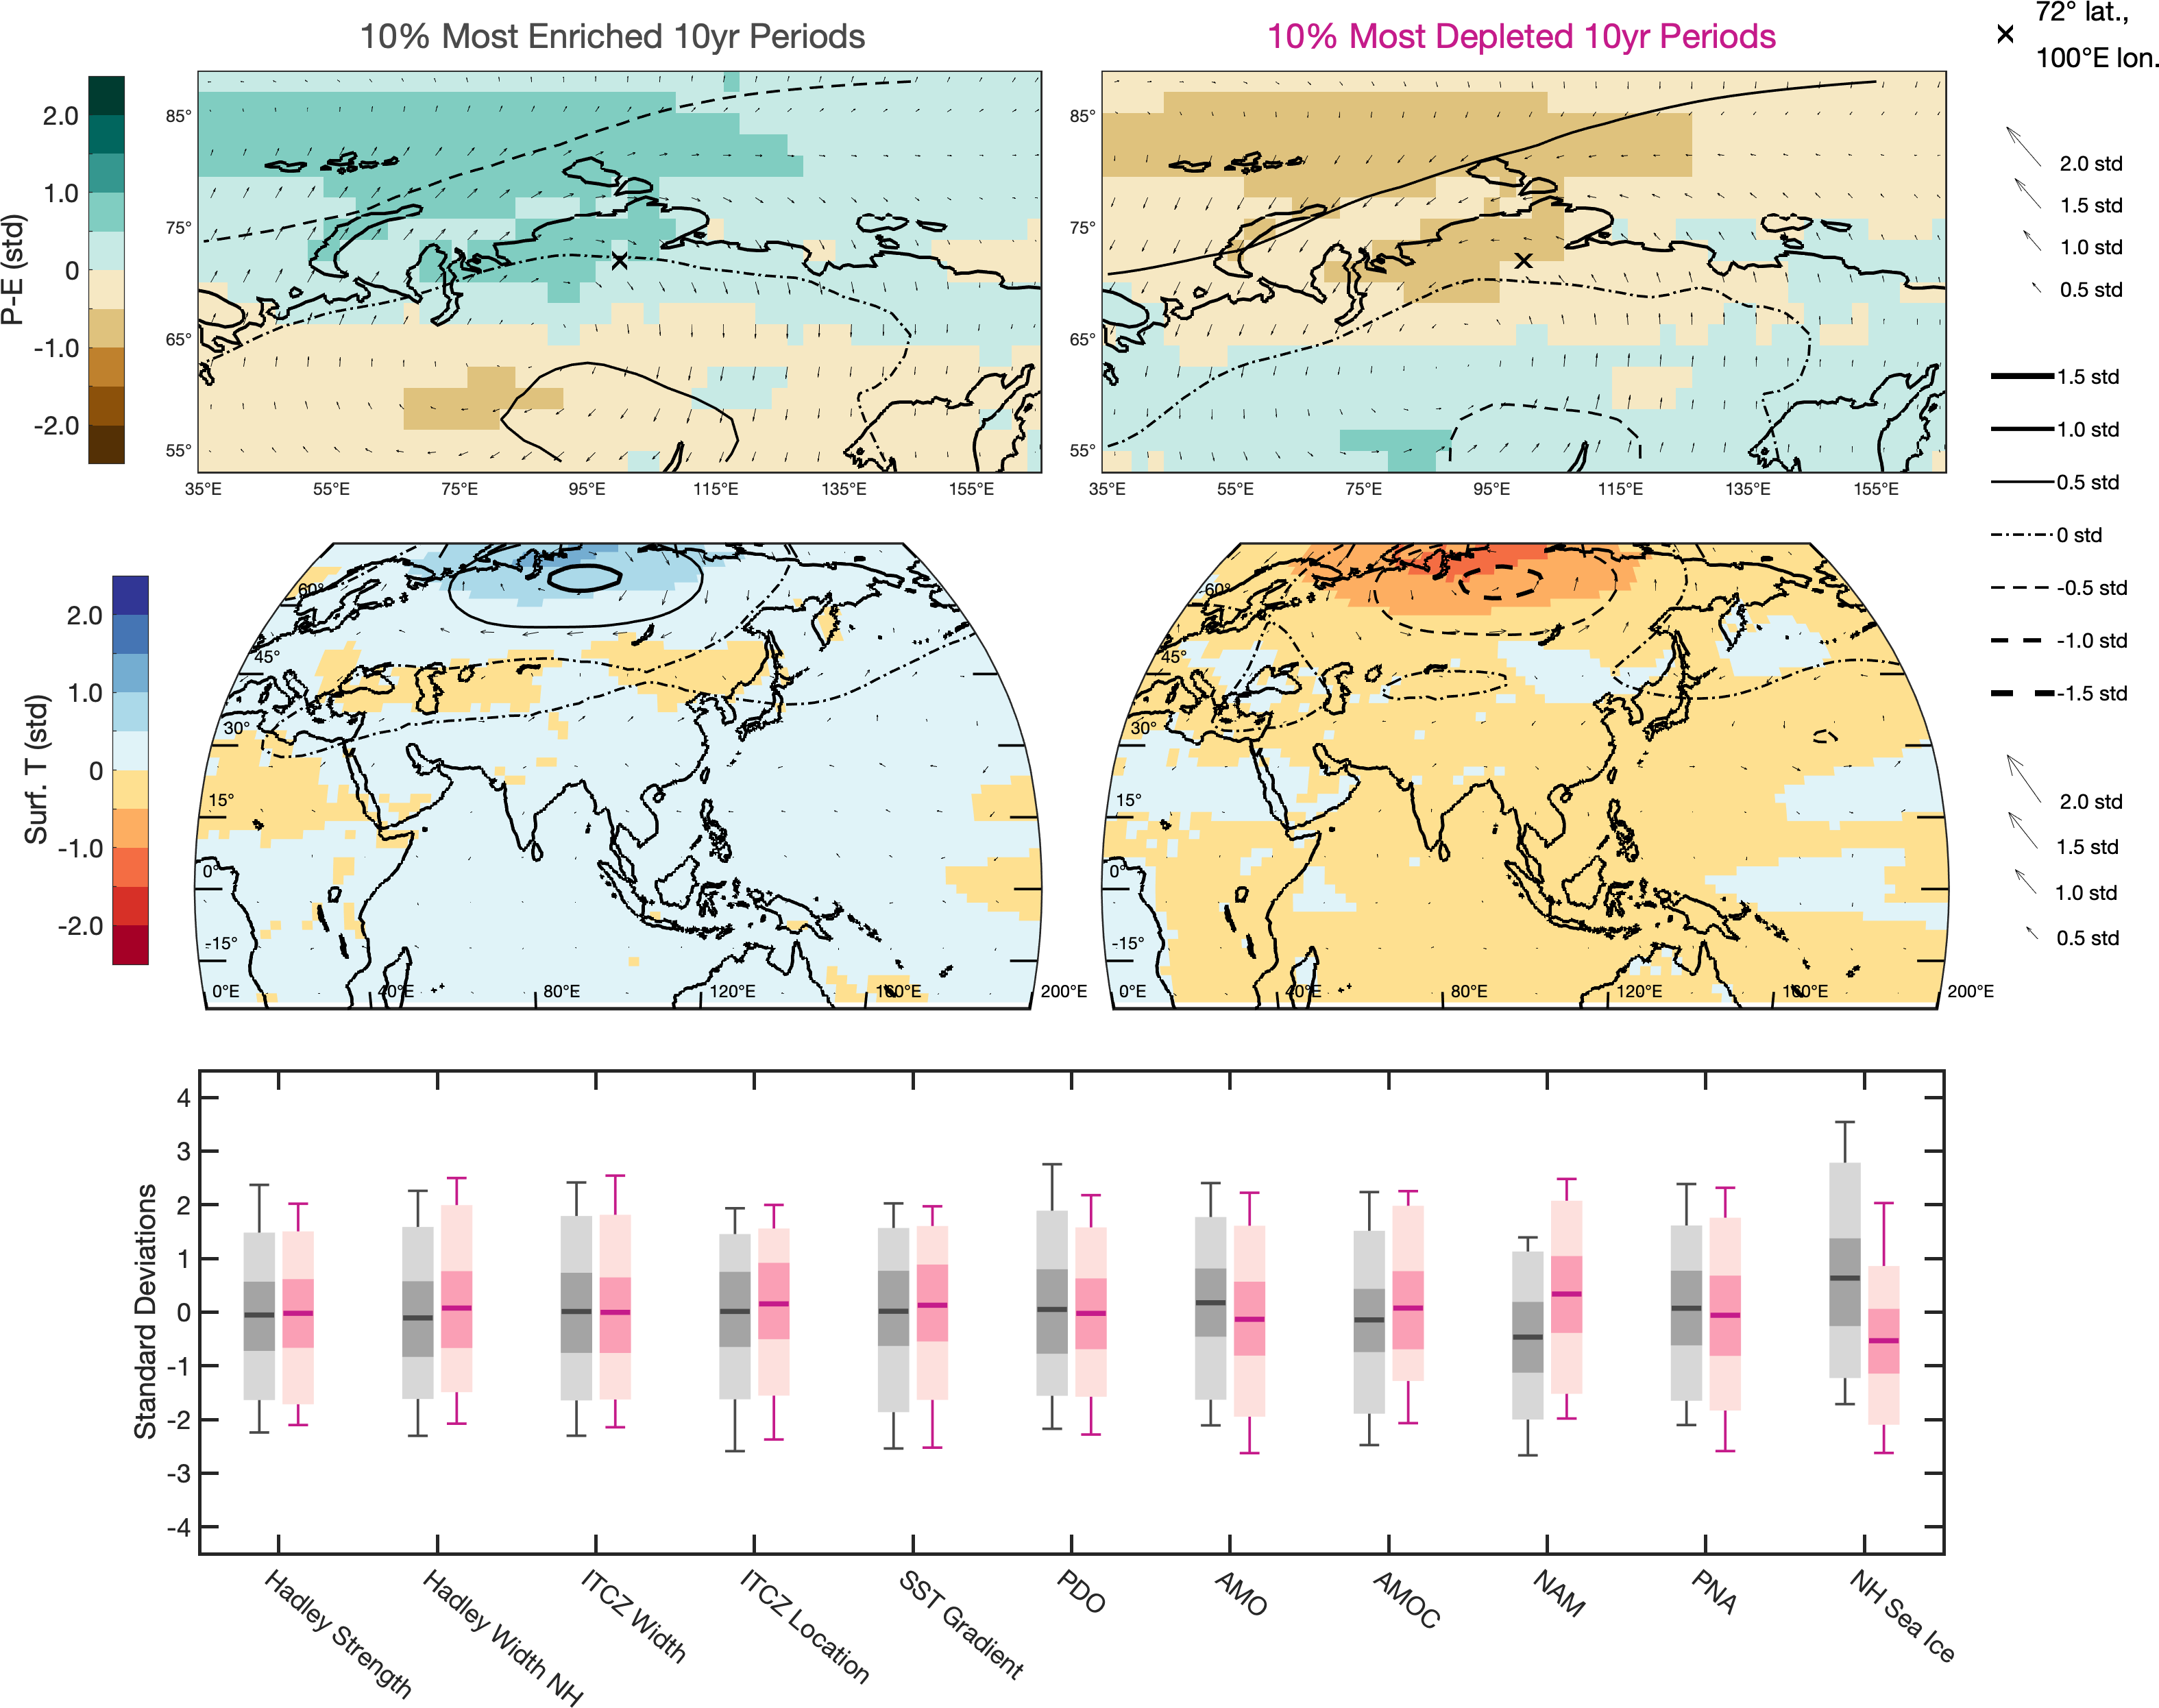 10% Most Enriched 10yr Periods
10% Most Depleted 10yr Periods
72° lat.,
100°E lon.
P-E (std)
2.0
1.0
0
-1.0
-2.0
85°
75°
65°
55°
35°E 55°E 75°E 95°E 115°E 135°E 155°E
85°
75°
65°
55°
35°E 55°E 75°E 95°E 115°E 135°E 155°E
2.0 std
1.5 std
1.0 std
0.5 std
1.5 std
1.0 std
0.5 std
0 std
-0.5 std
-1.0 std
-1.5 std
Surf. T (std)
2.0
1.0
0
-1.0
-2.0
60°
45°
30°
15°
0°
-15°
0°E 40°E 80°E 120°E 160°E 200°E
60°
45°
30°
15°
0°
-15°
0°E 40°E 80°E 120°E 160°E 200°E
2.0 std
1.5 std
1.0 std
0.5 std
Standard Deviations
4
3
2
1
0
-1
-2
-3
-4
Hadley Strength
Hadley Width NH
ITCZ Width
ITCZ Location
SST Gradient
PDO
AMO
AMOC
NAM
PNA
NH Sea Ice